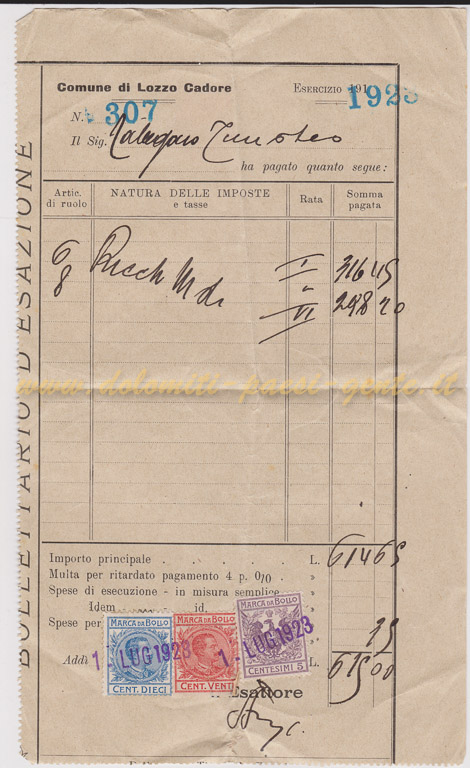 BOLLETTARIO D'ESAZIONE
Comune di Lozzo Cadore
ESERCIZIO 191
1923
N. 307
Il Sig.
ha pagato quanto segue:
Artic. di ruolo
NATURA DELLE IMPOSTE e tasse
Rata
Somma pagata
6 I 316 45
8 VI 298 20
www.dolomiti-paesi-gente.it
Importo principale . . . . . L. 614 65
Multa per ritardato pagamento 4 p. 0/0 . »
Spese di esecuzione - in misura semplice
Idem id.
Spese per
MARCA DA BOLLO
MARCA DA BOLLO
MARCA DA BOLLO
Addì
1 - LUG 1923
1 - LUG 1923
L. 615 00
CENT. DIECI
CENT. VENTI
CENTESIMI 5
Esattore